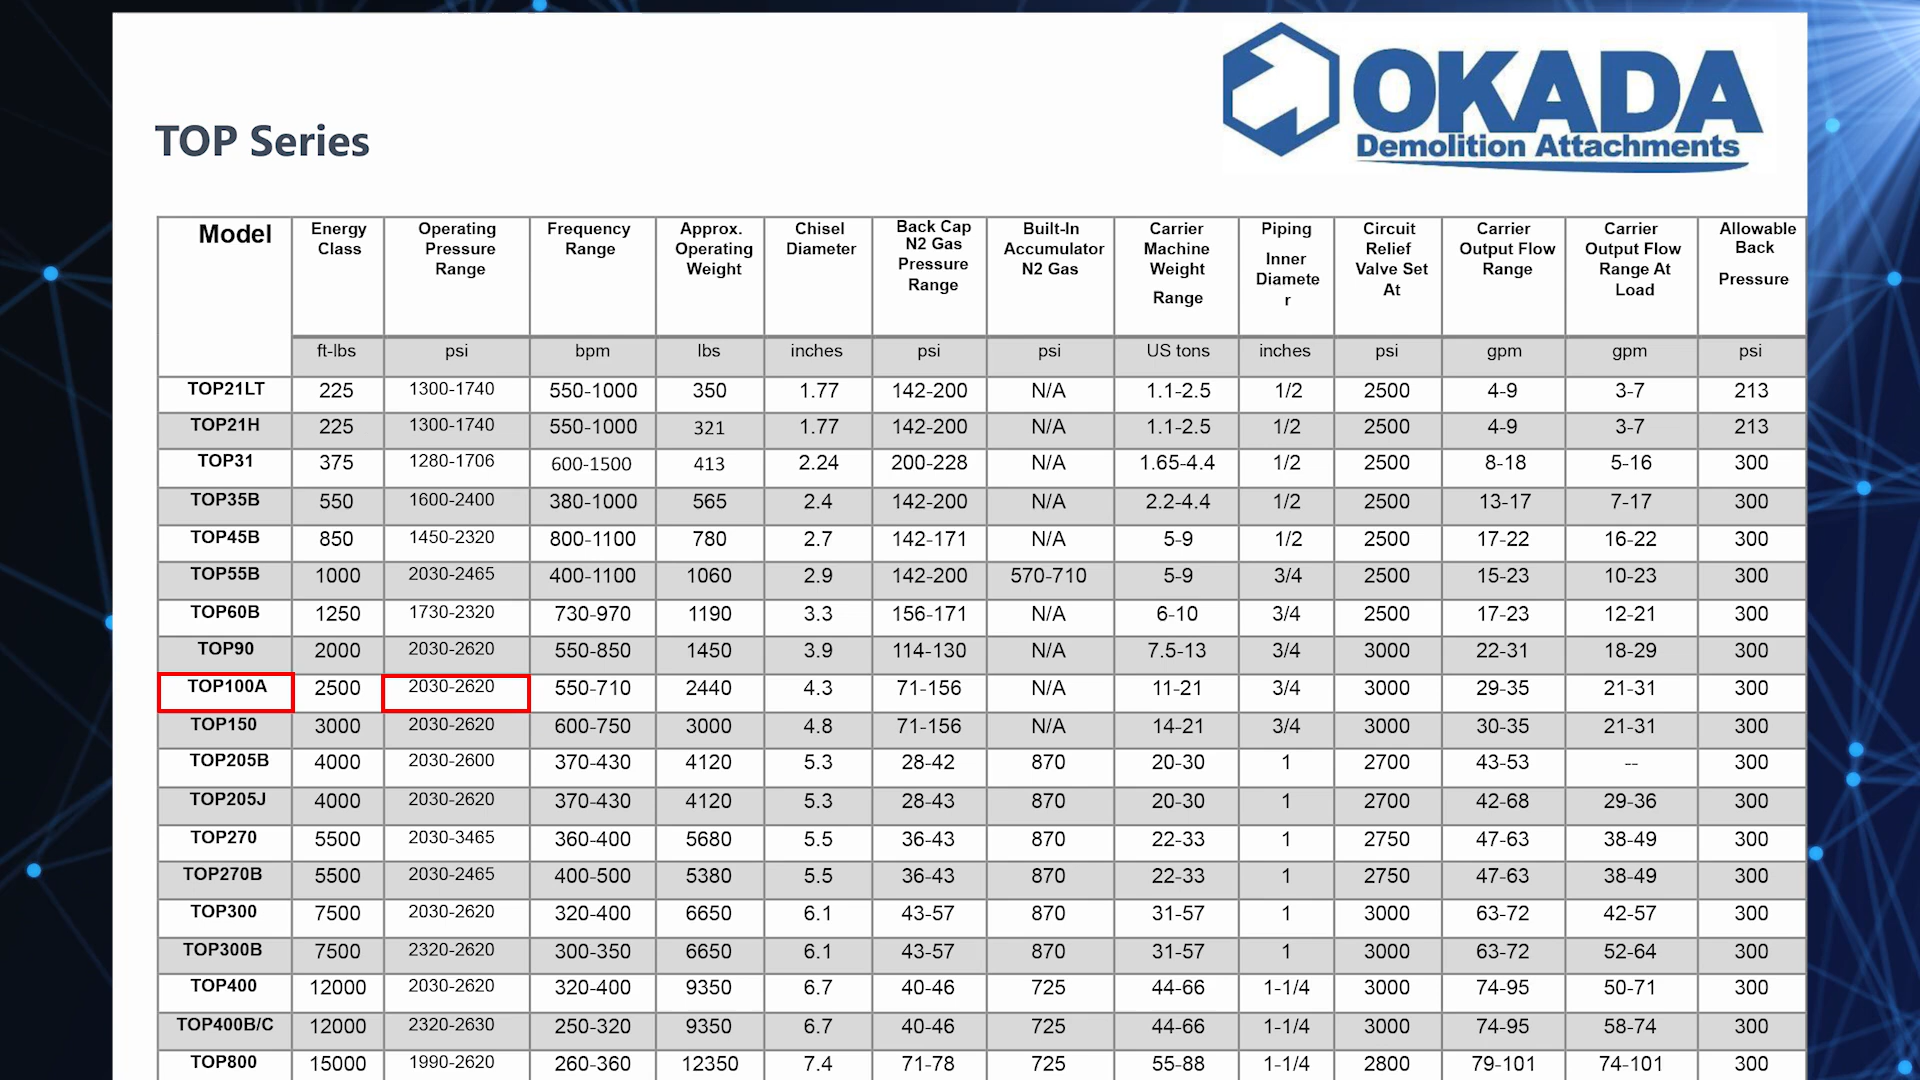 OKADA
Demolition Attachments
TOP Series
Model Energy Class Operating Pressure Range Frequency Range Approx. Operating Weight Chisel Diameter Back Cap N2 Gas Pressure Range Built-In Accumulator N2 Gas Carrier Machine Weight Range Piping Inner Diamete r Circuit Relief Valve Set At Carrier Output Flow Range Carrier Output Flow Range At Load Allowable Back Pressure
ft-lbs psi bpm lbs inches psi psi US tons inches psi gpm gpm psi
TOP21LT 225 1300-1740 550-1000 350 1.77 142-200 N/A 1.1-2.5 1/2 2500 4-9 3-7 213
TOP21H 225 1300-1740 550-1000 321 1.77 142-200 N/A 1.1-2.5 1/2 2500 4-9 3-7 213
TOP31 375 1280-1706 600-1500 413 2.24 200-228 N/A 1.65-4.4 1/2 2500 8-18 5-16 300
TOP35B 550 1600-2400 380-1000 565 2.4 142-200 N/A 2.2-4.4 1/2 2500 13-17 7-17 300
TOP45B 850 1450-2320 800-1100 780 2.7 142-171 N/A 5-9 1/2 2500 17-22 16-22 300
TOP55B 1000 2030-2465 400-1100 1060 2.9 142-200 570-710 5-9 3/4 2500 15-23 10-23 300
TOP60B 1250 1730-2320 730-970 1190 3.3 156-171 N/A 6-10 3/4 2500 17-23 12-21 300
TOP90 2000 2030-2620 550-850 1450 3.9 114-130 N/A 7.5-13 3/4 3000 22-31 18-29 300
TOP100A 2500 2030-2620 550-710 2440 4.3 71-156 N/A 11-21 3/4 3000 29-35 21-31 300
TOP150 3000 2030-2620 600-750 3000 4.8 71-156 N/A 14-21 3/4 3000 30-35 21-31 300
TOP205B 4000 2030-2600 370-430 4120 5.3 28-42 870 20-30 1 2700 43-53 -- 300
TOP205J 4000 2030-2620 370-430 4120 5.3 28-43 870 20-30 1 2700 42-68 29-36 300
TOP270 5500 2030-3465 360-400 5680 5.5 36-43 870 22-33 1 2750 47-63 38-49 300
TOP270B 5500 2030-2465 400-500 5380 5.5 36-43 870 22-33 1 2750 47-63 38-49 300
TOP300 7500 2030-2620 320-400 6650 6.1 43-57 870 31-57 1 3000 63-72 42-57 300
TOP300B 7500 2320-2620 300-350 6650 6.1 43-57 870 31-57 1 3000 63-72 52-64 300
TOP400 12000 2030-2620 320-400 9350 6.7 40-46 725 44-66 1-1/4 3000 74-95 50-71 300
TOP400B/C 12000 2320-2630 250-320 9350 6.7 40-46 725 44-66 1-1/4 3000 74-95 58-74 300
TOP800 15000 1990-2620 260-360 12350 7.4 71-78 725 55-88 1-1/4 2800 79-101 74-101 300